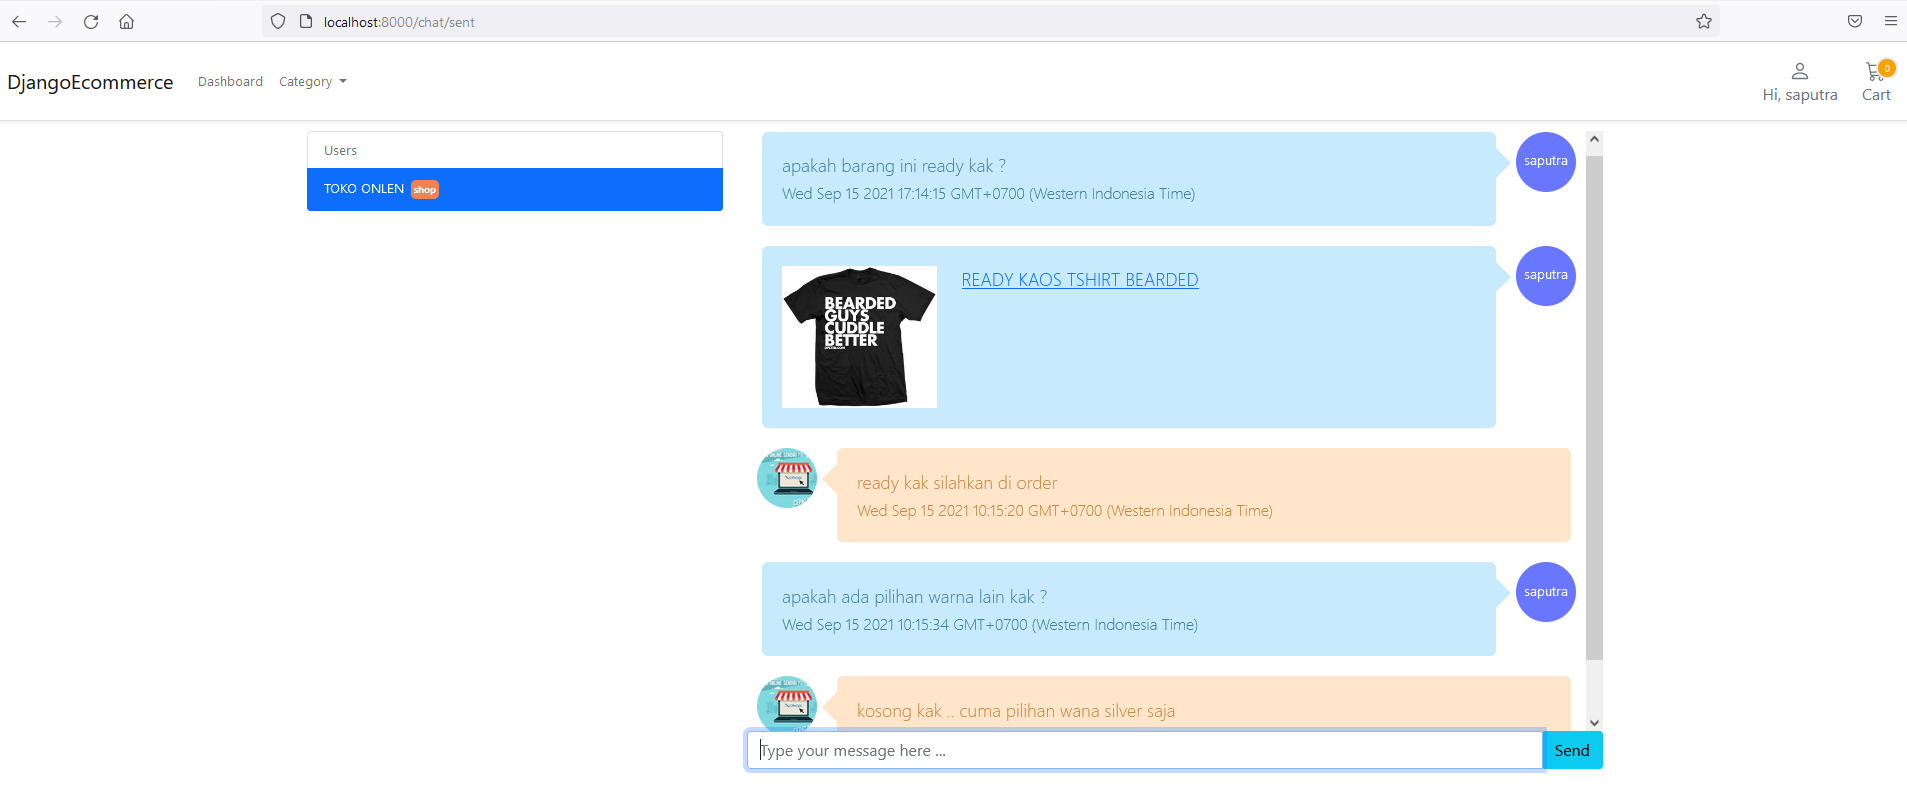 localhost:8000/chat/sent
DjangoEcommerce
Dashboard
Category
Hi, saputra
0
Cart
Users
TOKO ONLEN shop
apakah barang ini ready kak ?
Wed Sep 15 2021 17:14:15 GMT+0700 (Western Indonesia Time)
saputra
BEARDED
GUYS
CUDDLE
BETTER
READY KAOS TSHIRT BEARDED
saputra
ready kak silahkan di order
Wed Sep 15 2021 10:15:20 GMT+0700 (Western Indonesia Time)
apakah ada pilihan warna lain kak ?
Wed Sep 15 2021 10:15:34 GMT+0700 (Western Indonesia Time)
saputra
kosong kak .. cuma pilihan wana silver saja
Type your message here ...
Send